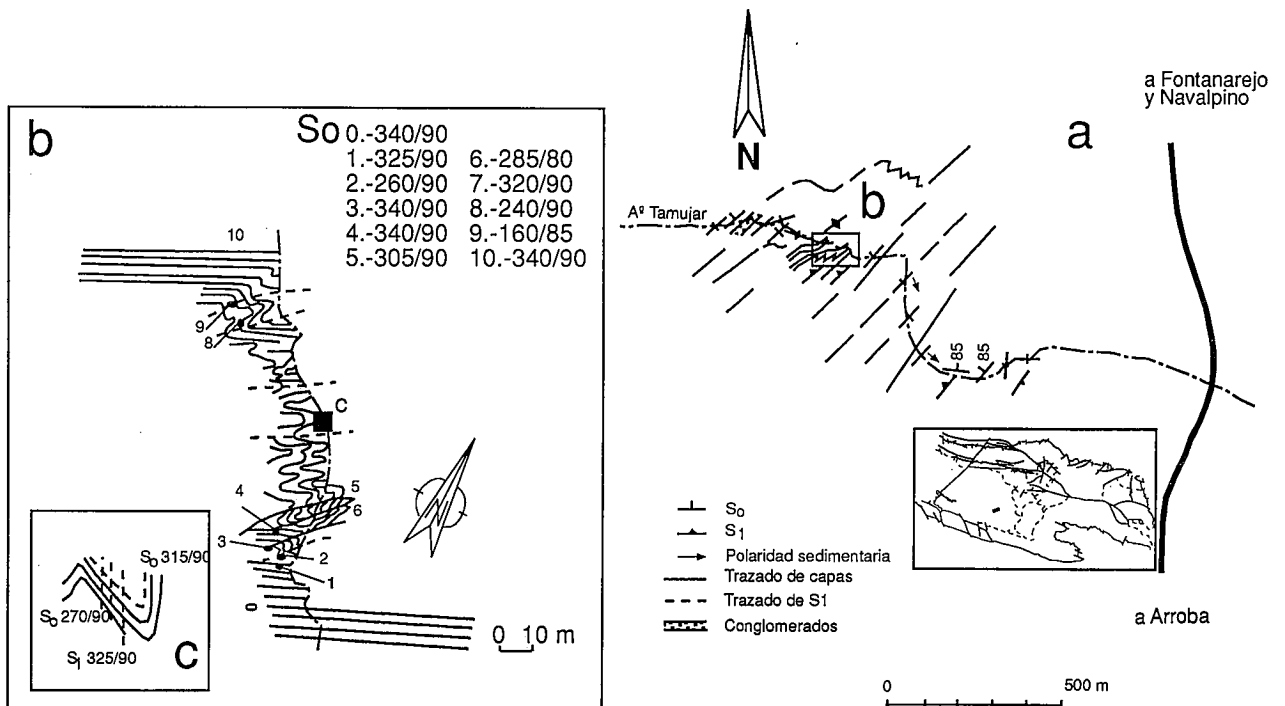 b
So
0.-340/90
1.-325/90 6.-285/80
2.-260/90 7.-320/90
3.-340/90 8.-240/90
4.-340/90 9.-160/85
5.-305/90 10.-340/90
10
9
8
C
5
4
6
3
2
1
0
0 10 m
S0 315/90
S0 270/90
S1 325/90
c
N
a Fontanarejo
y Navalpino
a
b
Aº Tamujar
85
85
S0
S1
Polaridad sedimentaria
Trazado de capas
Trazado de S1
Conglomerados
a Arroba
0 500 m